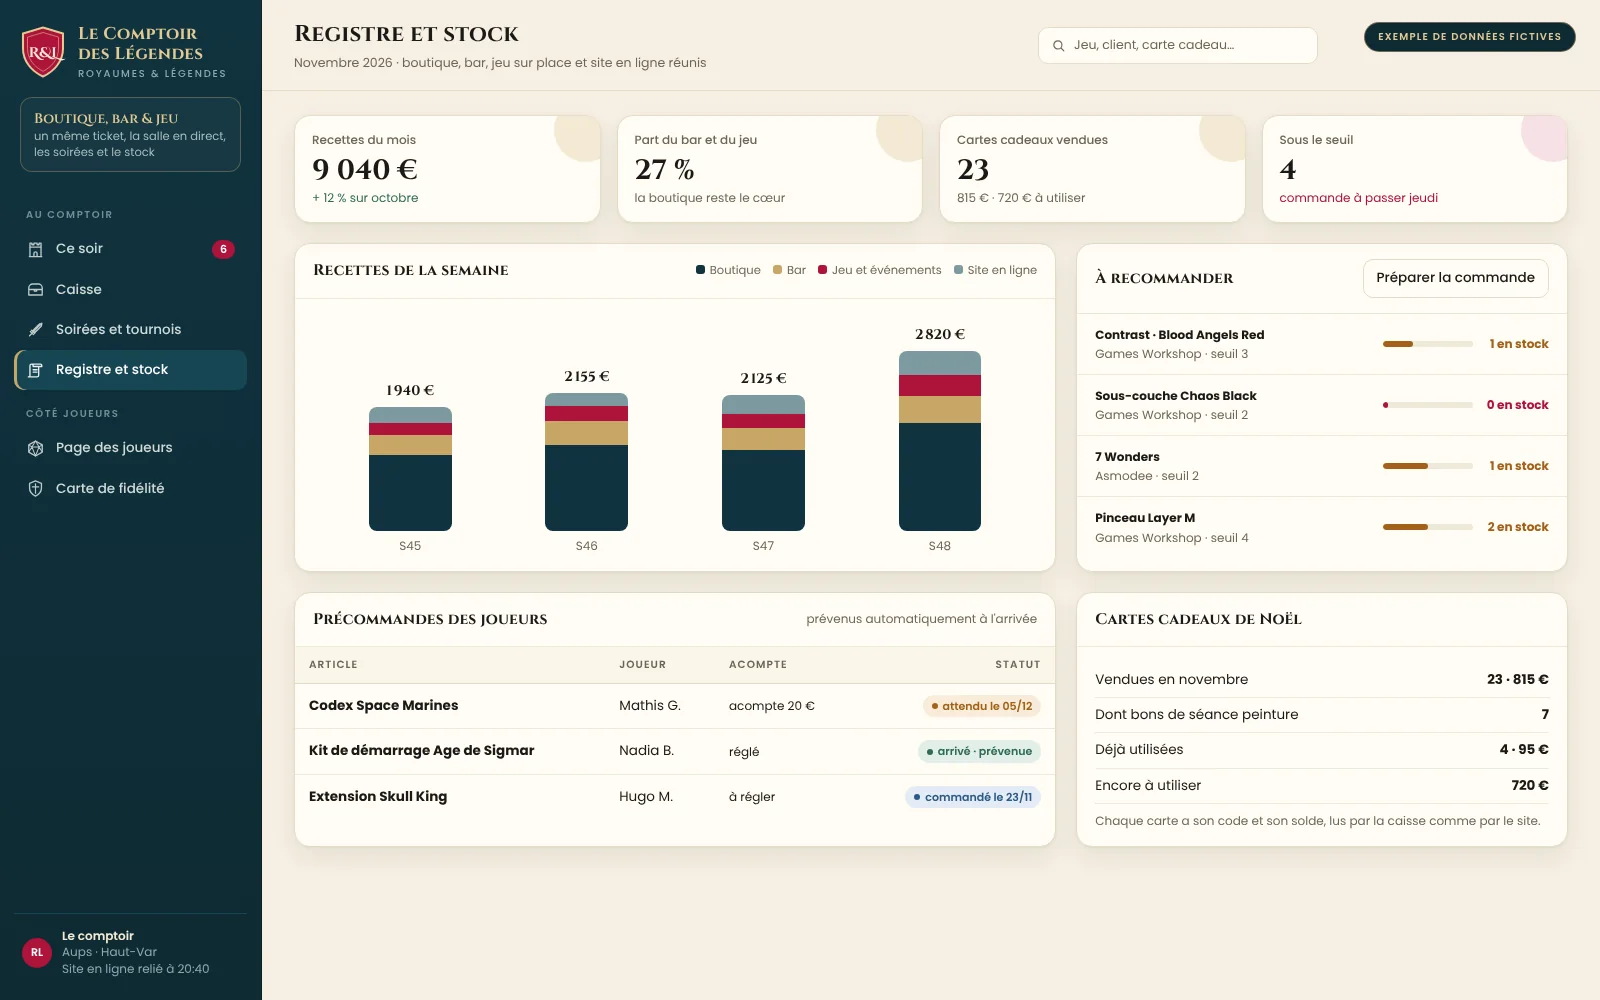 R&L
Le Comptoir
des Légendes
ROYAUMES & LÉGENDES
Boutique, bar & jeu
un même ticket, la salle en direct,
les soirées et le stock
AU COMPTOIR
Ce soir
6
Caisse
Soirées et tournois
Registre et stock
CÔTÉ JOUEURS
Page des joueurs
Carte de fidélité
RL
Le comptoir
Aups · Haut-Var
Site en ligne relié à 20:40
Registre et stock
Novembre 2026 · boutique, bar, jeu sur place et site en ligne réunis
Jeu, client, carte cadeau…
EXEMPLE DE DONNÉES FICTIVES
Recettes du mois
9 040 €
+ 12 % sur octobre
Part du bar et du jeu
27 %
la boutique reste le cœur
Cartes cadeaux vendues
23
815 € · 720 € à utiliser
Sous le seuil
4
commande à passer jeudi
Recettes de la semaine
Boutique Bar Jeu et événements Site en ligne
1 940 €
2 155 €
2 125 €
2 820 €
S45
S46
S47
S48
À recommander
Préparer la commande
Contrast · Blood Angels Red
Games Workshop · seuil 3
1 en stock
Sous-couche Chaos Black
Games Workshop · seuil 2
0 en stock
7 Wonders
Asmodee · seuil 2
1 en stock
Pinceau Layer M
Games Workshop · seuil 4
2 en stock
Précommandes des joueurs
prévenus automatiquement à l'arrivée
ARTICLE JOUEUR ACOMPTE STATUT
Codex Space Marines Mathis G. acompte 20 € attendu le 05/12
Kit de démarrage Age de Sigmar Nadia B. réglé arrivé · prévenue
Extension Skull King Hugo M. à régler commandé le 23/11
Cartes cadeaux de Noël
Vendues en novembre 23 · 815 €
Dont bons de séance peinture 7
Déjà utilisées 4 · 95 €
Encore à utiliser 720 €
Chaque carte a son code et son solde, lus par la caisse comme par le site.